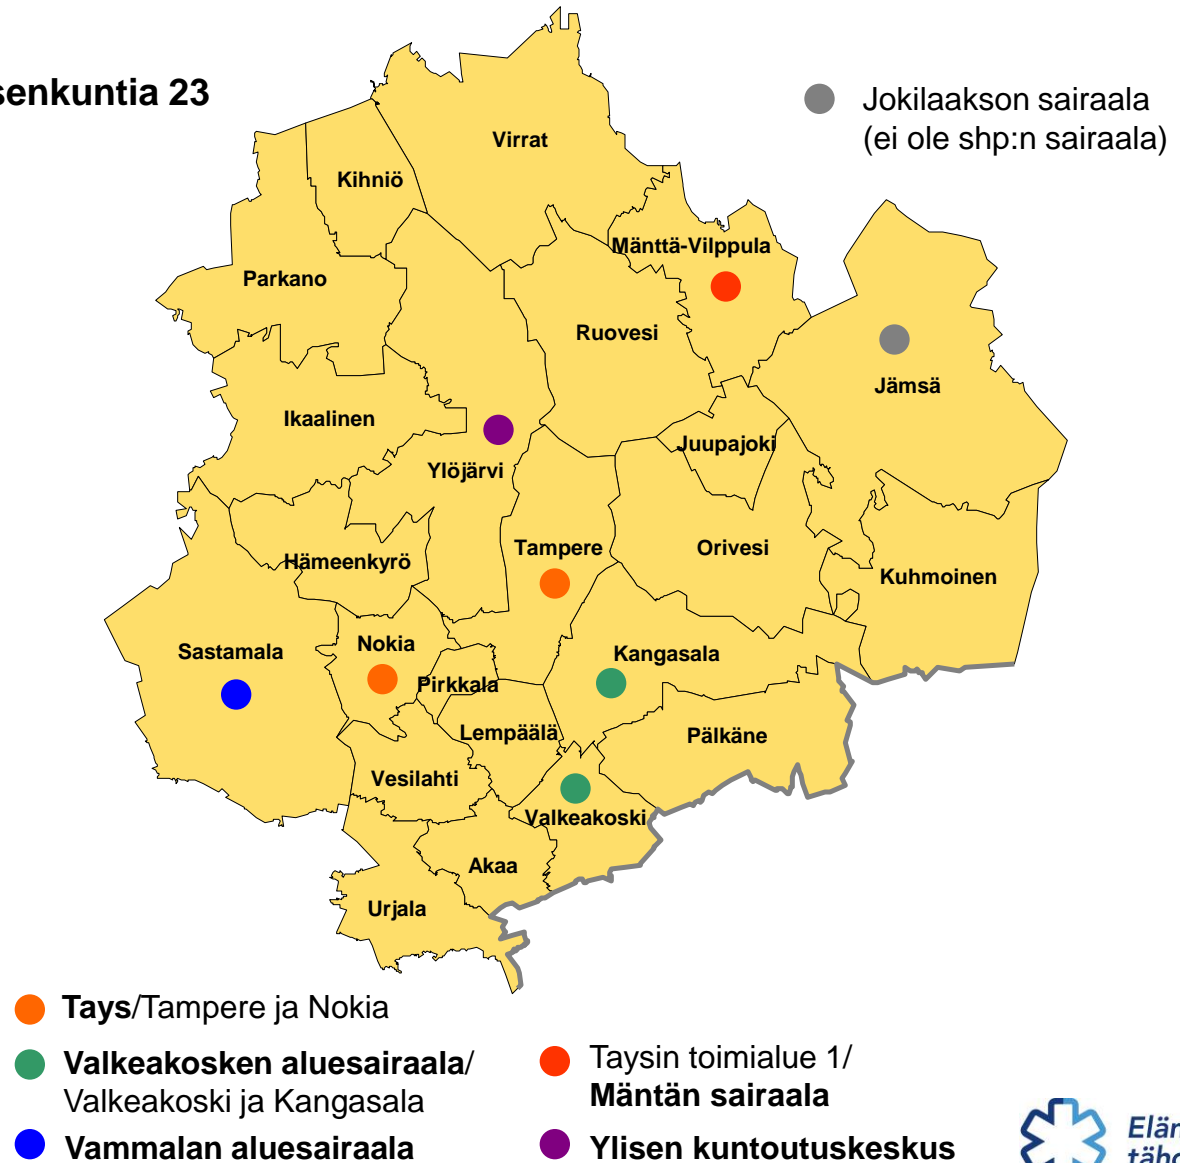 senkuntia 23
Jokilaakson sairaala
(ei ole shp:n sairaala)
Virrat
Kihniö
Mänttä-Vilppula
Parkano
Ruovesi
Jämsä
Ikaalinen
Juupajoki
Ylöjärvi
Tampere
Orivesi
Hämeenkyrö
Kuhmoinen
Nokia
Sastamala
Kangasala
Pirkkala
Lempäälä
Pälkäne
Vesilahti
Valkeakoski
Akaa
Urjala
Tays/Tampere ja Nokia
Valkeakosken aluesairaala/
Valkeakoski ja Kangasala
Vammalan aluesairaala
Taysin toimialue 1/
Mäntän sairaala
Ylisen kuntoutuskeskus